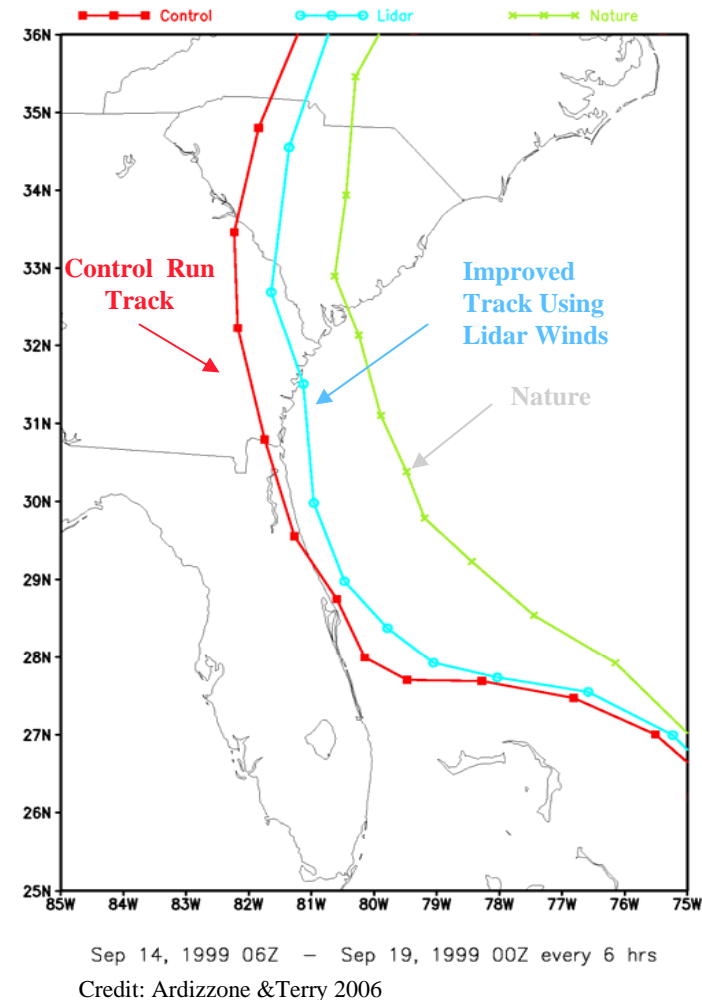 Control
Lidar
Nature
36N
35N
34N
33N
32N
31N
30N
29N
28N
27N
26N
25N
Control Run
Track
Improved
Track Using
Lidar Winds
Nature
85W
84W
83W
82W
81W
80W
79W
78W
77W
76W
75W
Sep 14, 1999 06Z – Sep 19, 1999 00Z every 6 hrs
Credit: Ardizzone &Terry 2006